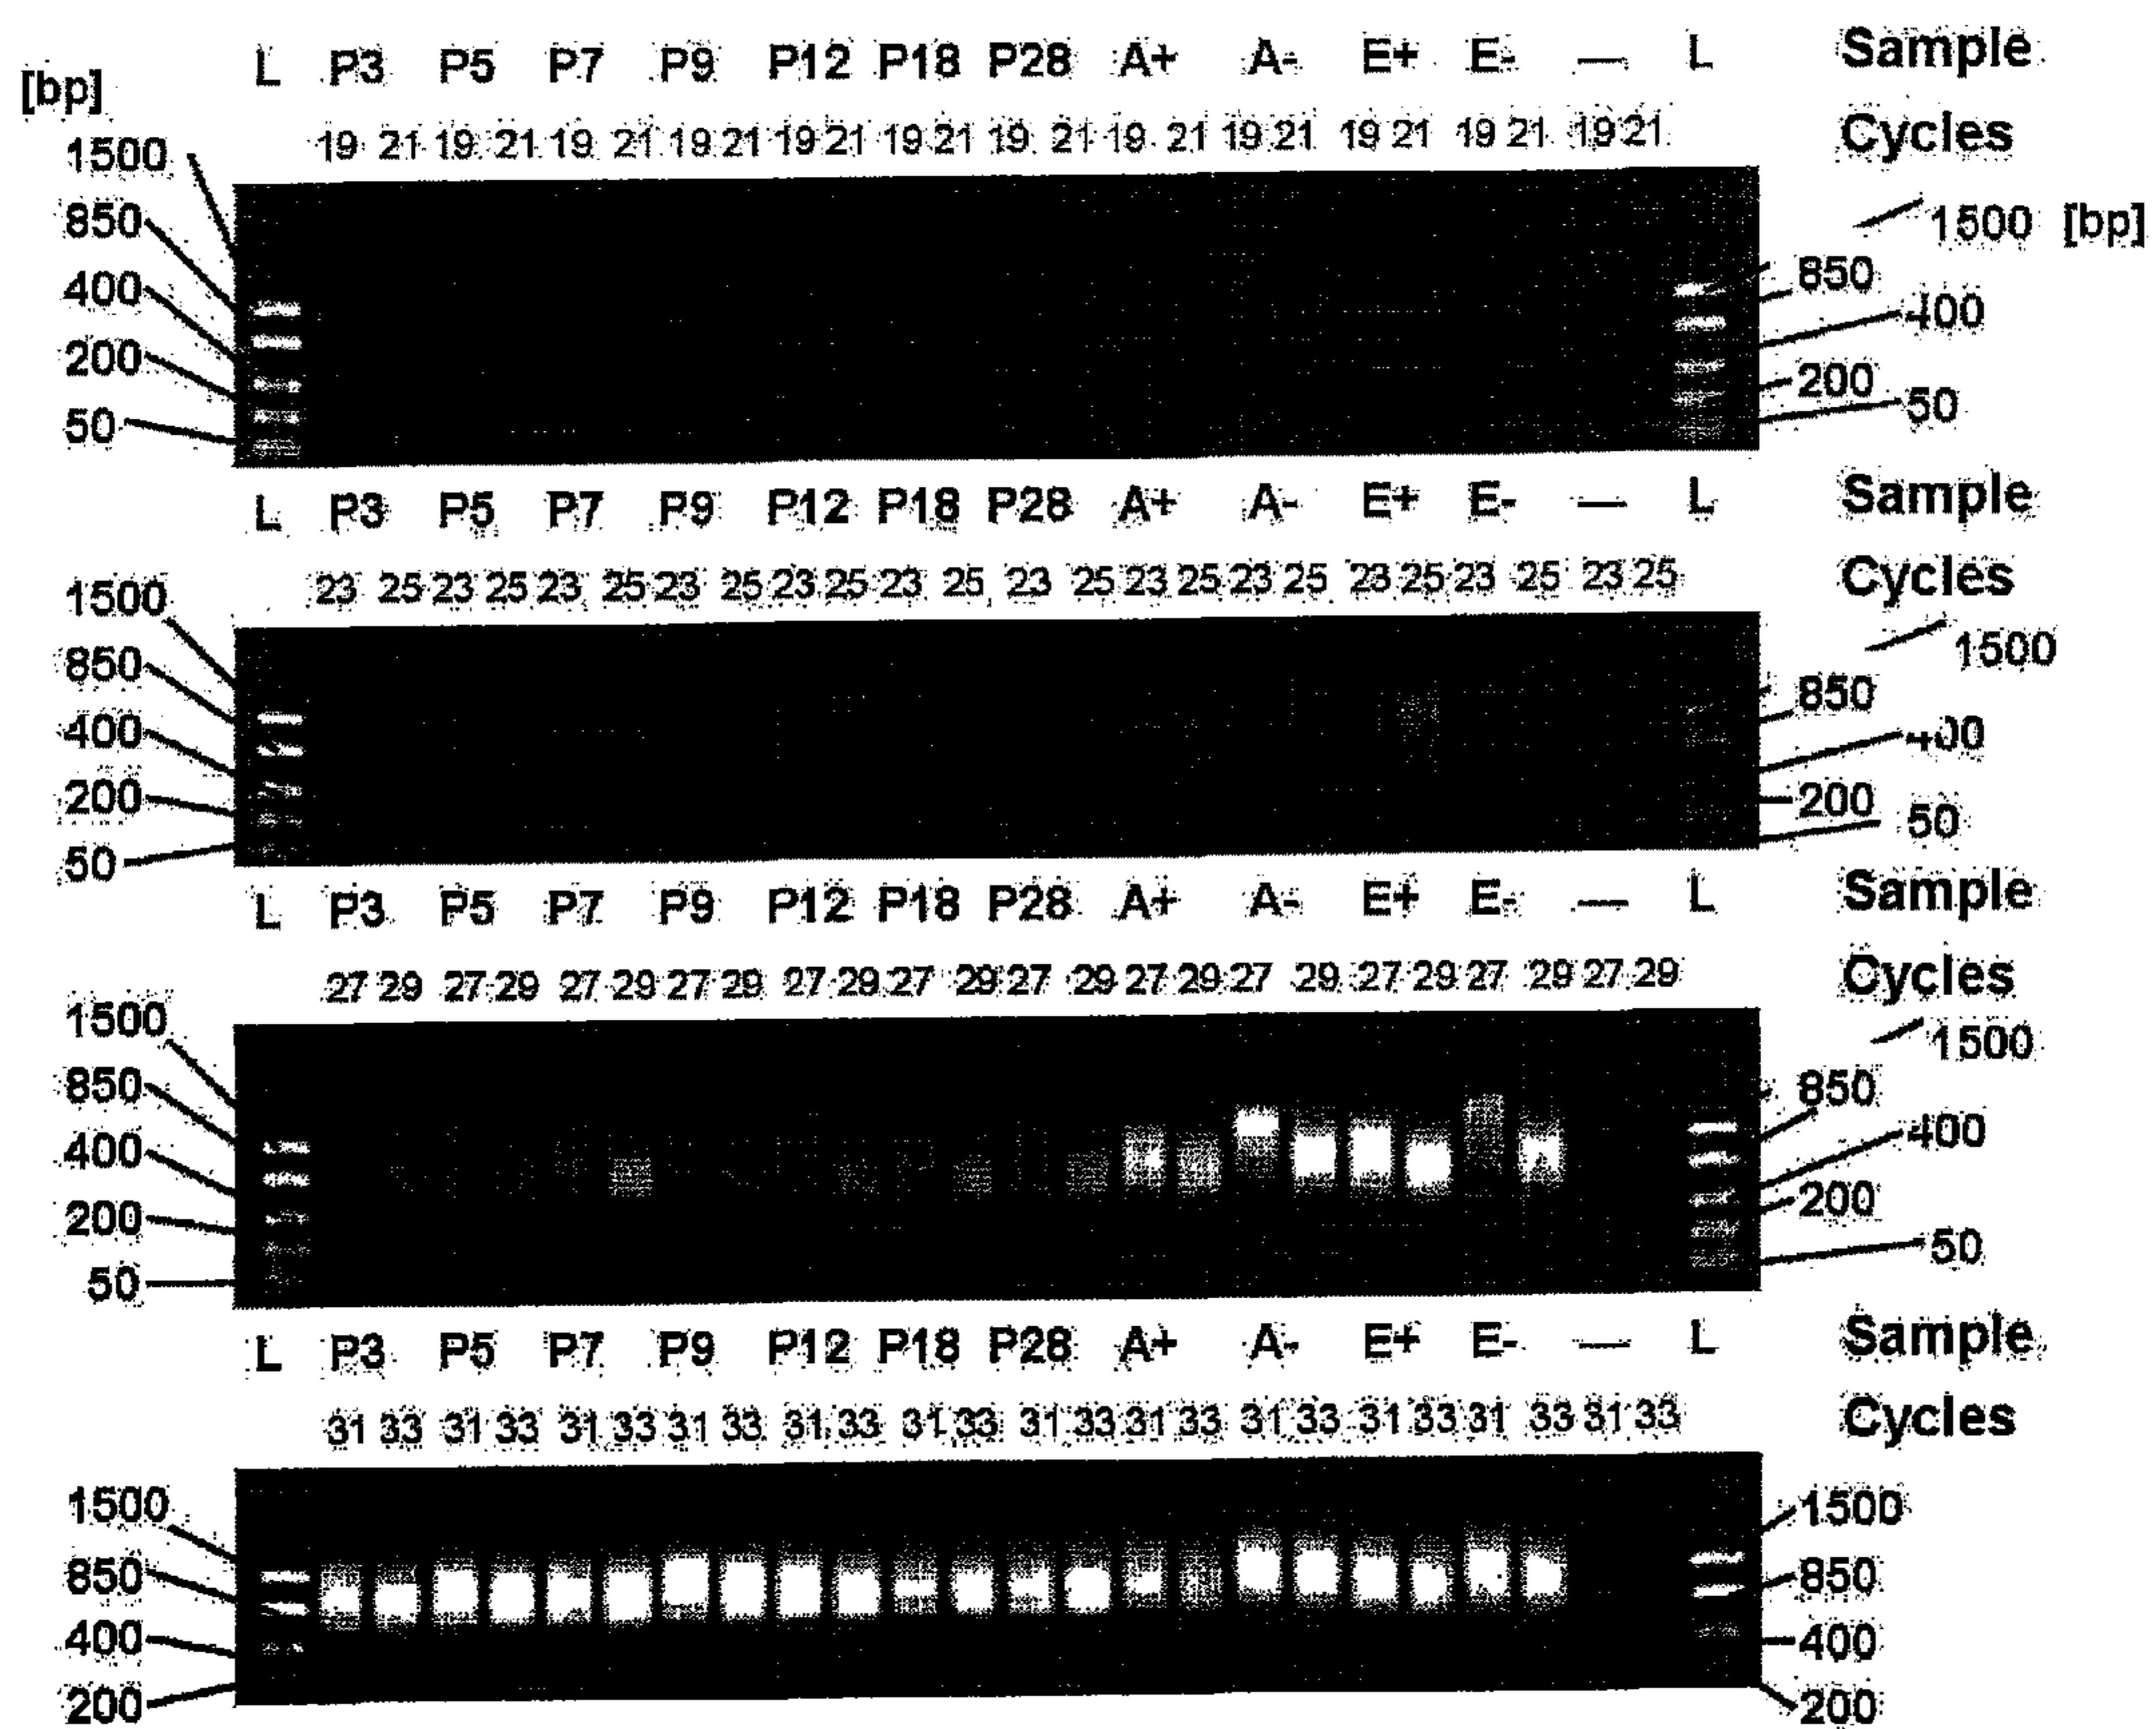 L P3 P5 P7 P9 P12 P18 P28 A+ A- E+ E- — L Sample
[bp]
19 21 19 21 19 21 19 21 19 21 19 21 19 21 19 21 19 21 19 21 19 21 19 21 Cycles
1500
850 1500 [bp]
400 850
200 400
50 200
50
L P3 P5 P7 P9 P12 P18 P28 A+ A- E+ E- — L Sample
23 25 23 25 23 25 23 25 23 25 23 25 23 25 23 25 23 25 23 25 23 25 23 25 Cycles
1500
850 1500
400 850
200 400
50 200
50
L P3 P5 P7 P9 P12 P18 P28 A+ A- E+ E- — L Sample
27 29 27 29 27 29 27 29 27 29 27 29 27 29 27 29 27 29 27 29 27 29 27 29 Cycles
1500 1500
850 850
400 400
200 200
50 50
L P3 P5 P7 P9 P12 P18 P28 A+ A- E+ E- — L Sample
31 33 31 33 31 33 31 33 31 33 31 33 31 33 31 33 31 33 31 33 31 33 31 33 Cycles
1500 1500
850 850
400 400
200 200